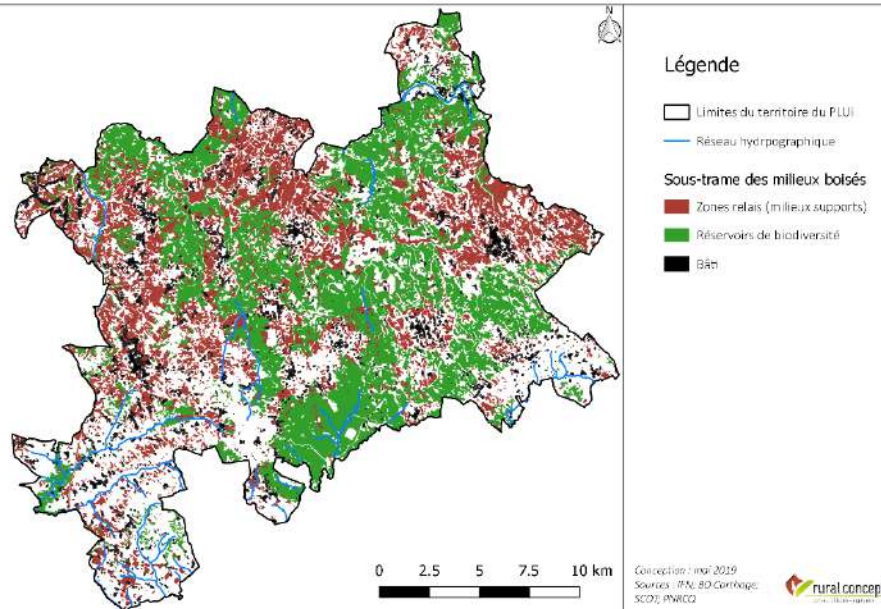 N
Légende
Limites du territoire du PLUi
Réseau hydrpographique
Sous-trame des milieux boisés
Zones relais (milieux supports)
Réservoirs de biodiversité
Bâti
0 2.5 5 7.5 10 km
Conception : mai 2019
Sources : IFN, BD Carthage,
SCOT, PNRCQ
rural concept